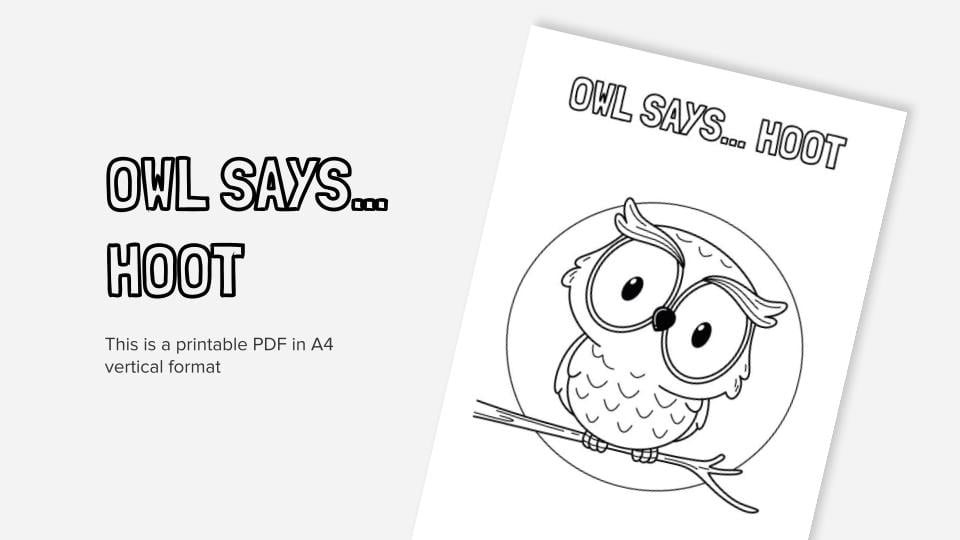 OWL SAYS...
HOOT
This is a printable PDF in A4
vertical format
OWL SAYS... HOOT